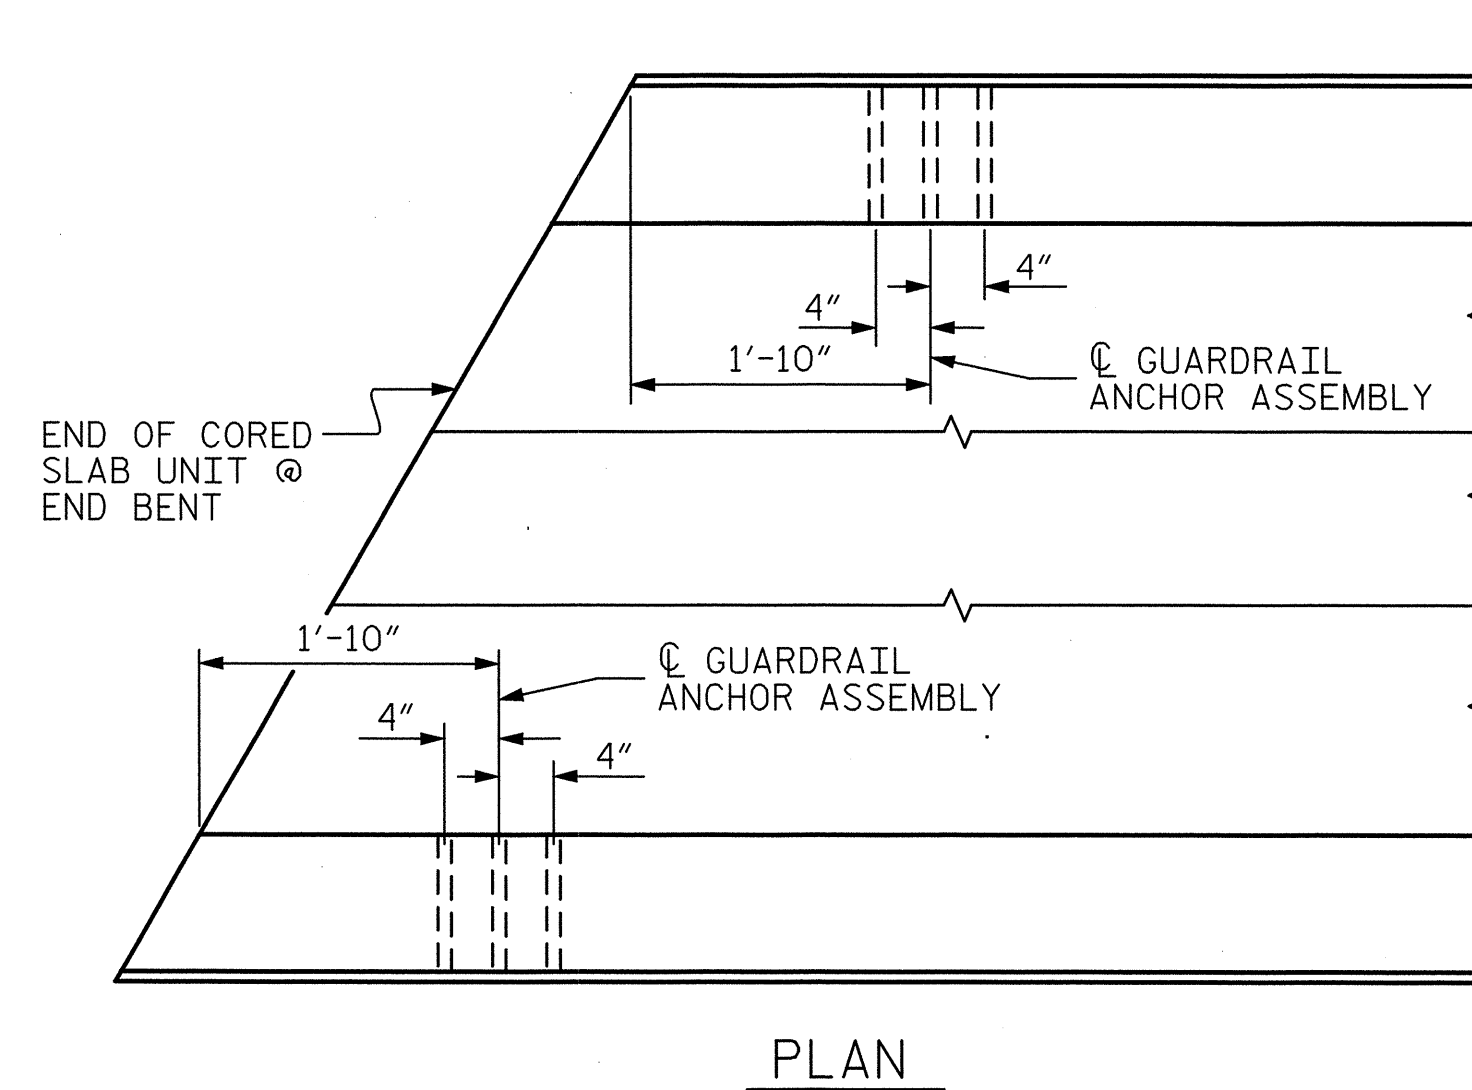 4"
4"
1'-10"
℄ GUARDRAIL
ANCHOR ASSEMBLY
END OF CORED
SLAB UNIT @
END BENT
1'-10"
℄ GUARDRAIL
ANCHOR ASSEMBLY
4"
4"
PLAN